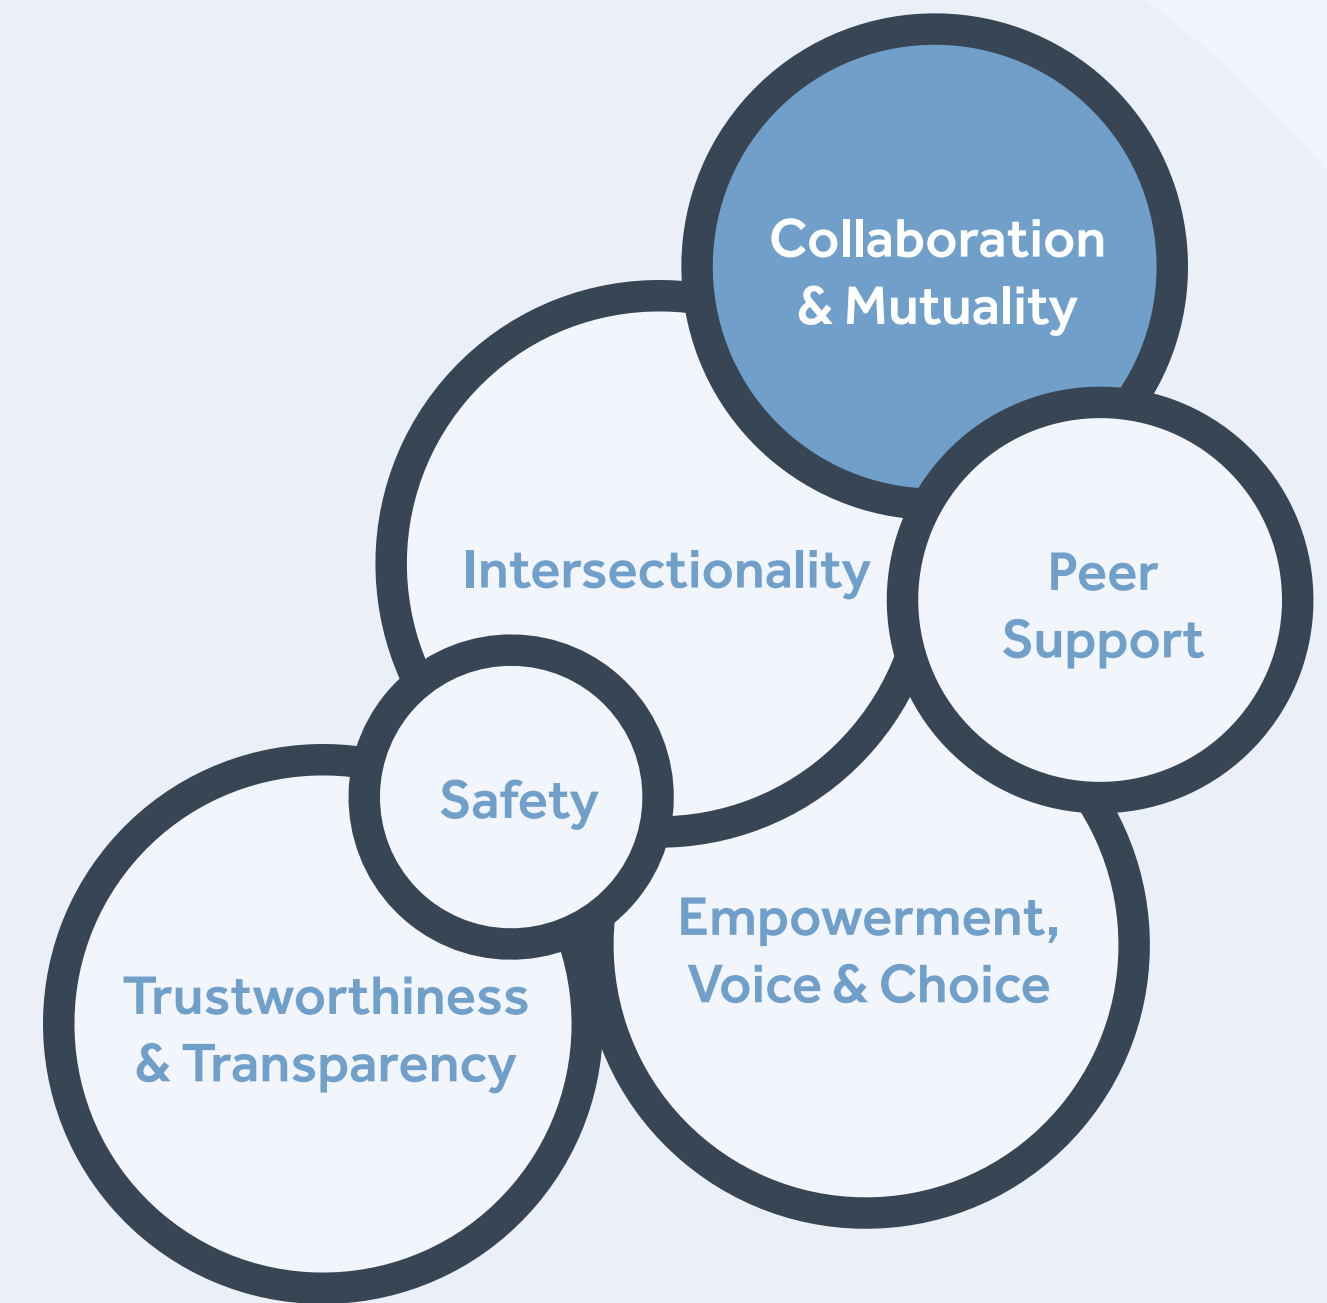 Collaboration
& Mutuality
Intersectionality
Peer
Support
Safety
Empowerment,
Voice & Choice
Trustworthiness
& Transparency